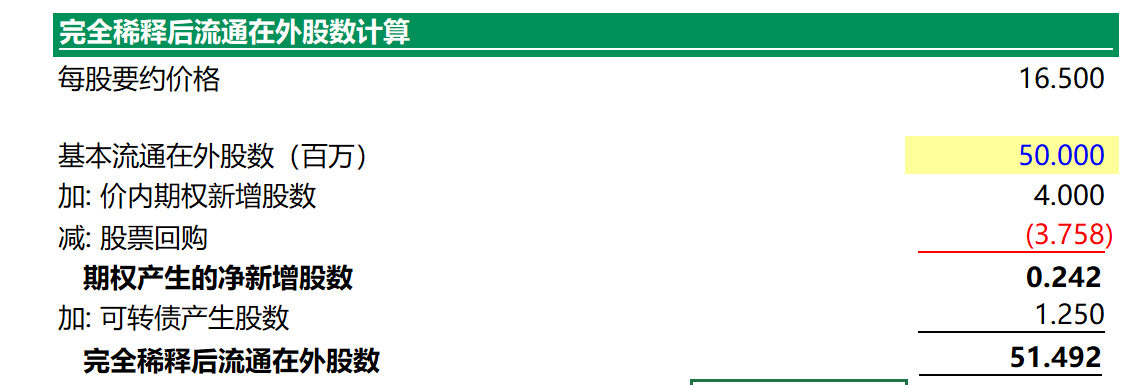 完全稀释后流通在外股数计算
每股要约价格 16.500
基本流通在外股数（百万） 50.000
加: 价内期权新增股数 4.000
减: 股票回购 (3.758)
期权产生的净新增股数 0.242
加: 可转债产生股数 1.250
完全稀释后流通在外股数 51.492